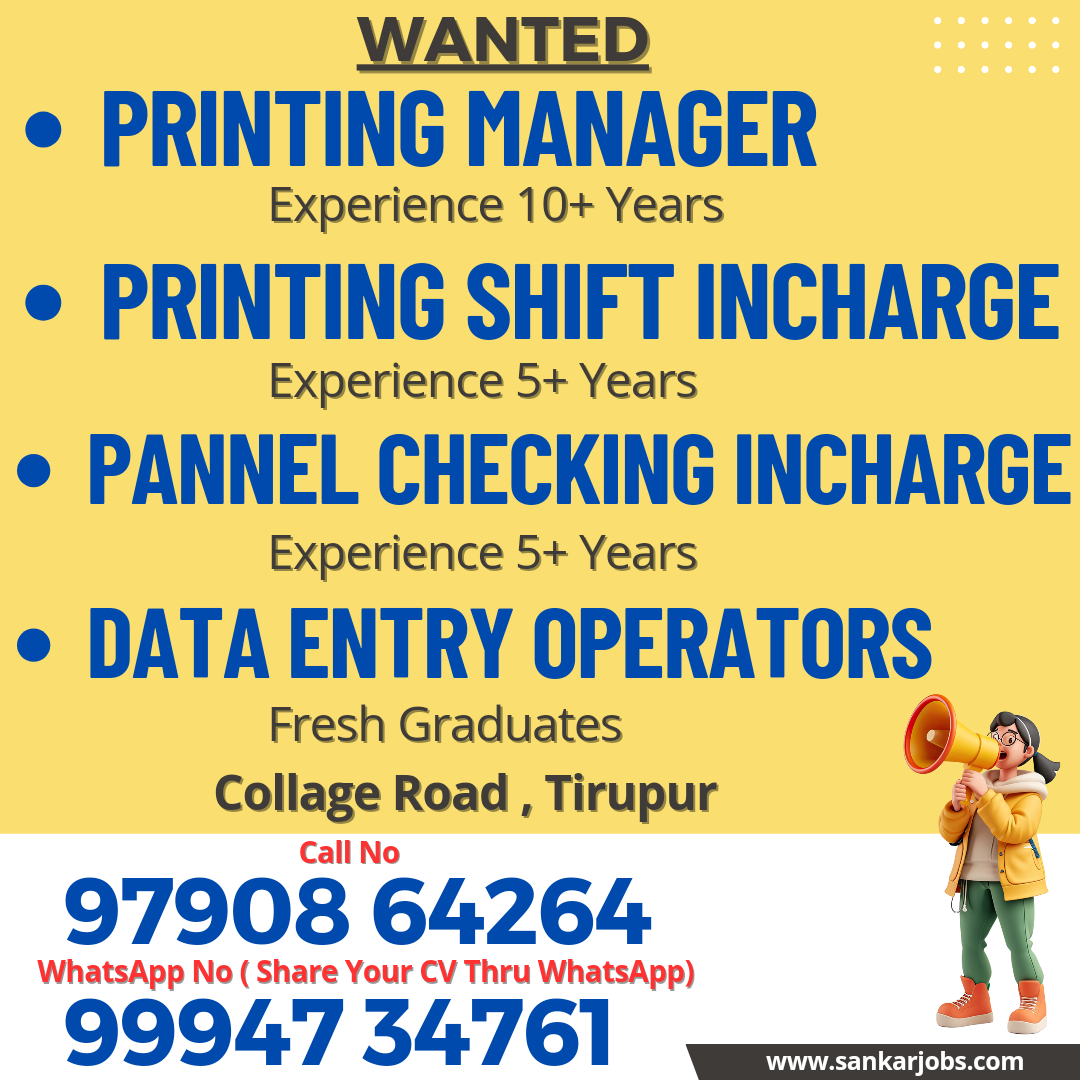 WANTED
• PRINTING MANAGER
Experience 10+ Years
• PRINTING SHIFT INCHARGE
Experience 5+ Years
• PANNEL CHECKING INCHARGE
Experience 5+ Years
• DATA ENTRY OPERATORS
Fresh Graduates
Collage Road , Tirupur
Call No
97908 64264
WhatsApp No ( Share Your CV Thru WhatsApp)
99947 34761
www.sankarjobs.com